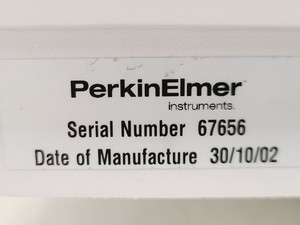 PerkinElmer
instruments.
Serial Number 67656
Date of Manufacture 30/10/02